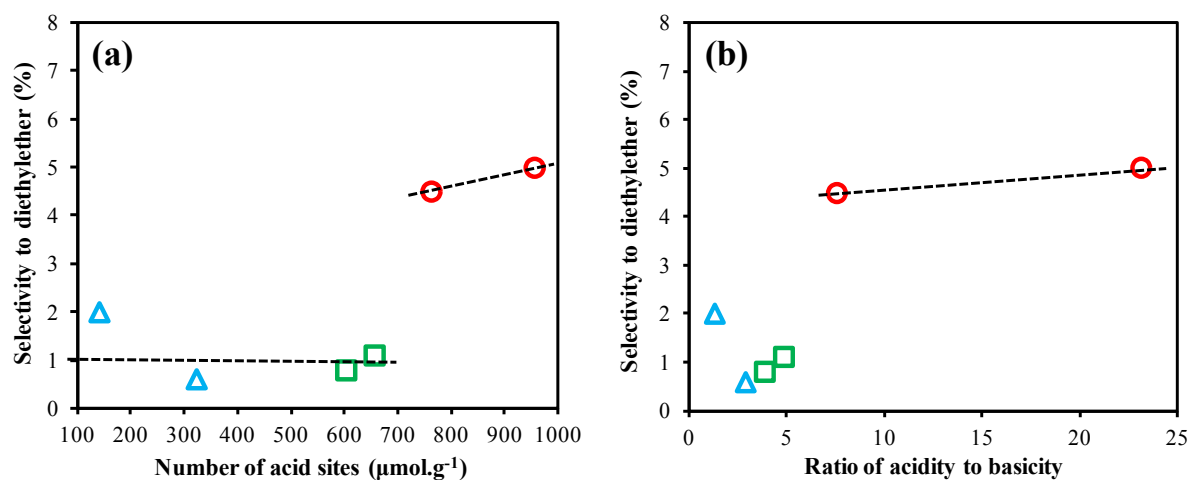 (a)
Selectivity to diethylether (%)
8
7
6
5
4
3
2
1
0
100 200 300 400 500 600 700 800 900 1000
Number of acid sites (µmol.g⁻¹)
(b)
Selectivity to diethylether (%)
8
7
6
5
4
3
2
1
0
0 5 10 15 20 25
Ratio of acidity to basicity